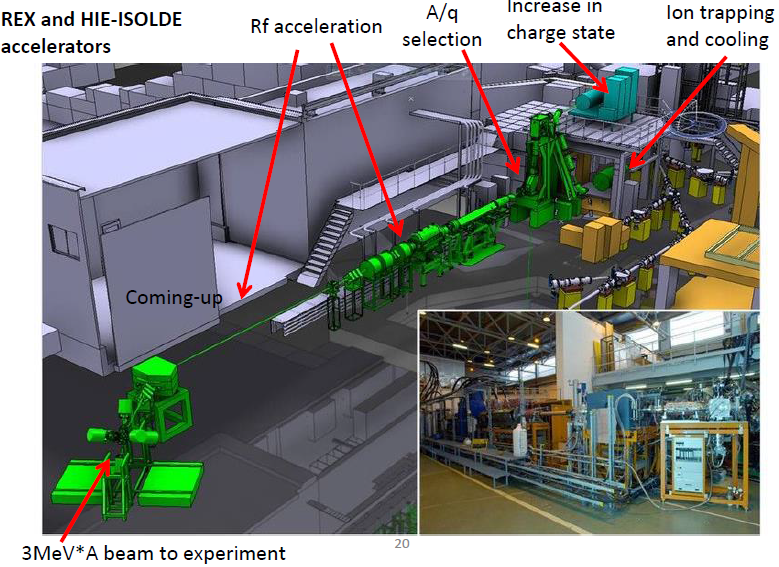 REX and HIE-ISOLDE
accelerators
Rf acceleration
A/q
selection
Increase in
charge state
Ion trapping
and cooling
Coming-up
3MeV*A beam to experiment
20